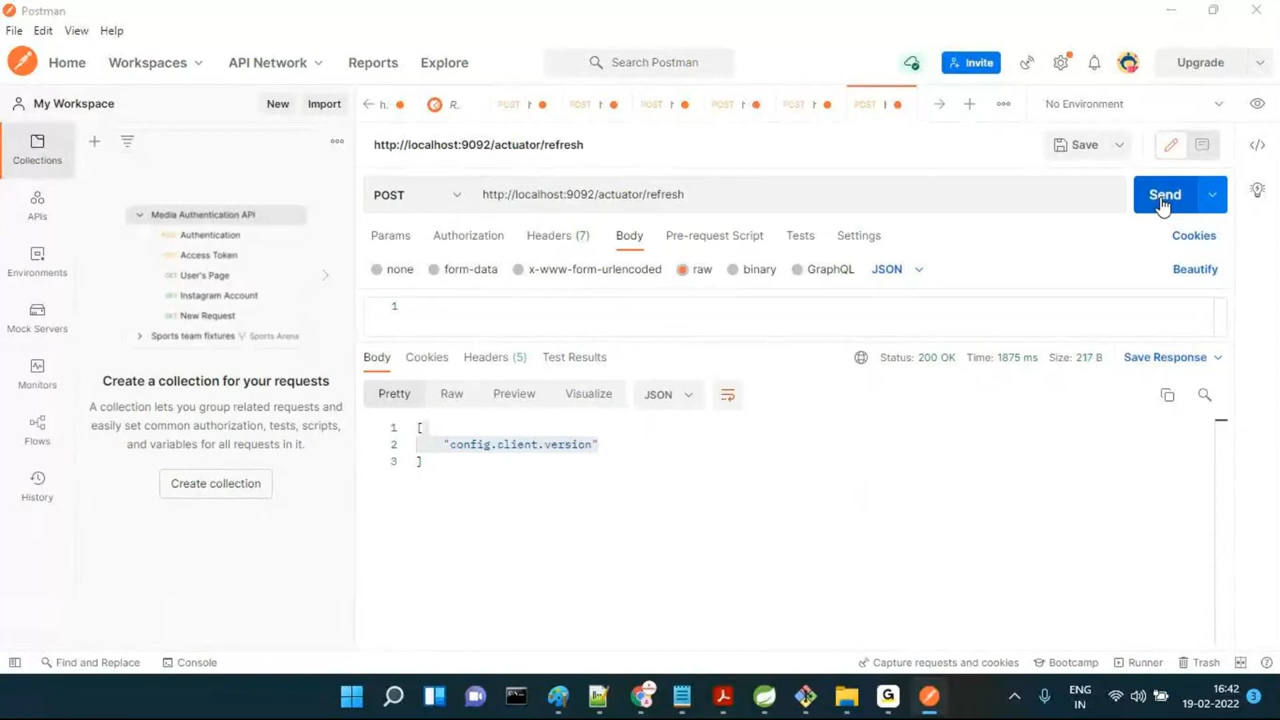 Postman
File Edit View Help
Home Workspaces API Network Reports Explore Search Postman Invite Upgrade
My Workspace New Import
h. R. POST POST POST POST POST POST No Environment
Collections
APIs
Environments
Mock Servers
Monitors
Flows
History
Media Authentication API
Authentication
Access Token
User's Page
Instagram Account
New Request
Sports team fixtures Sports Arena
Create a collection for your requests
A collection lets you group related requests and
easily set common authorization, tests, scripts,
and variables for all requests in it.
Create collection
http://localhost:9092/actuator/refresh Save
POST http://localhost:9092/actuator/refresh Send
Params Authorization Headers (7) Body Pre-request Script Tests Settings Cookies
none form-data x-www-form-urlencoded raw binary GraphQL JSON Beautify
1
Body Cookies Headers (5) Test Results Status: 200 OK Time: 1875 ms Size: 217 B Save Response
Pretty Raw Preview Visualize JSON
1 [
2 "config.client.version"
3 ]
Find and Replace Console Capture requests and cookies Bootcamp Runner Trash
ENG
IN
16:42
19-02-2022
3